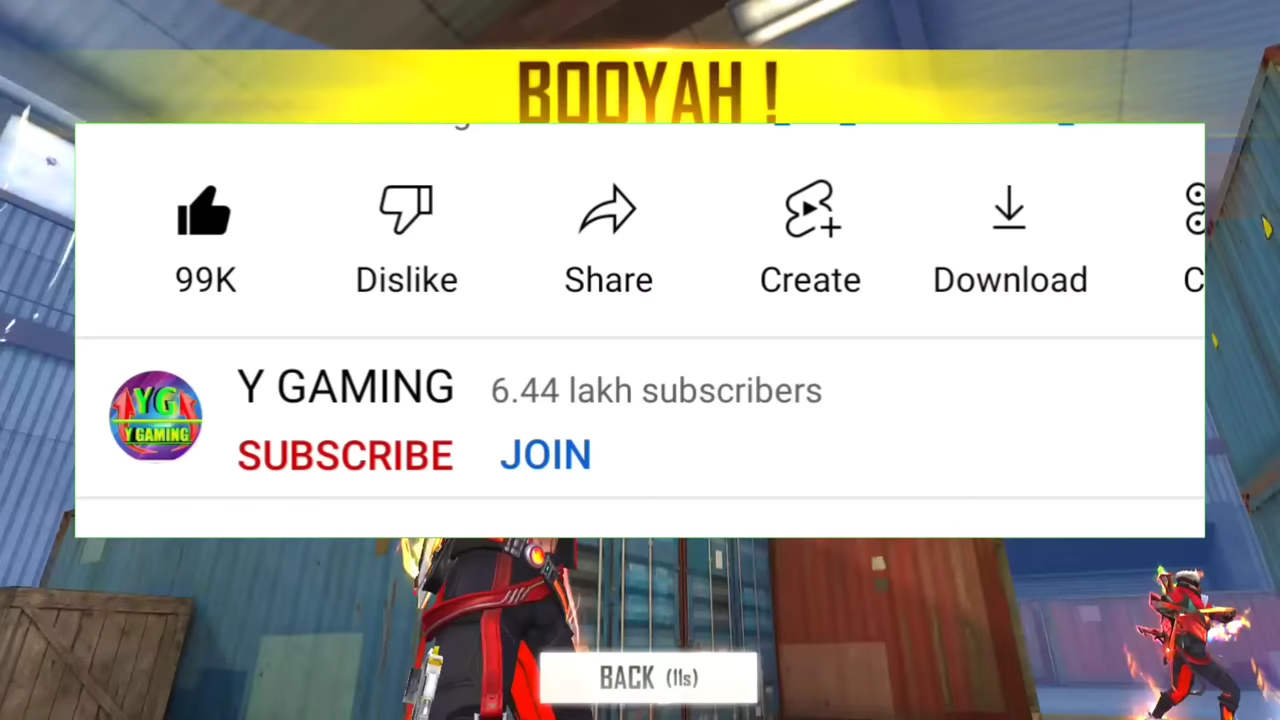 BOOYAH !
99K Dislike Share Create Download C
YG
Y GAMING
Y GAMING 6.44 lakh subscribers
SUBSCRIBE JOIN
BACK (11s)